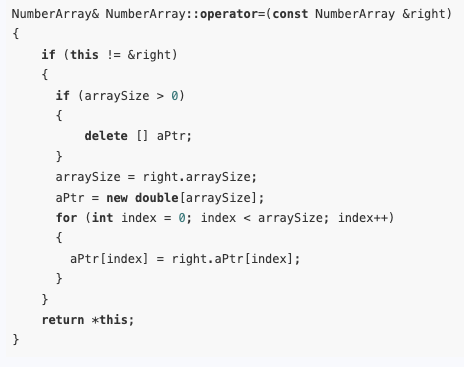 NumberArray& NumberArray::operator=(const NumberArray &right)
{
    if (this != &right)
    {
      if (arraySize > 0)
      {
          delete [] aPtr;
      }
      arraySize = right.arraySize;
      aPtr = new double[arraySize];
      for (int index = 0; index < arraySize; index++)
      {
        aPtr[index] = right.aPtr[index];
      }
    }
    return *this;
}